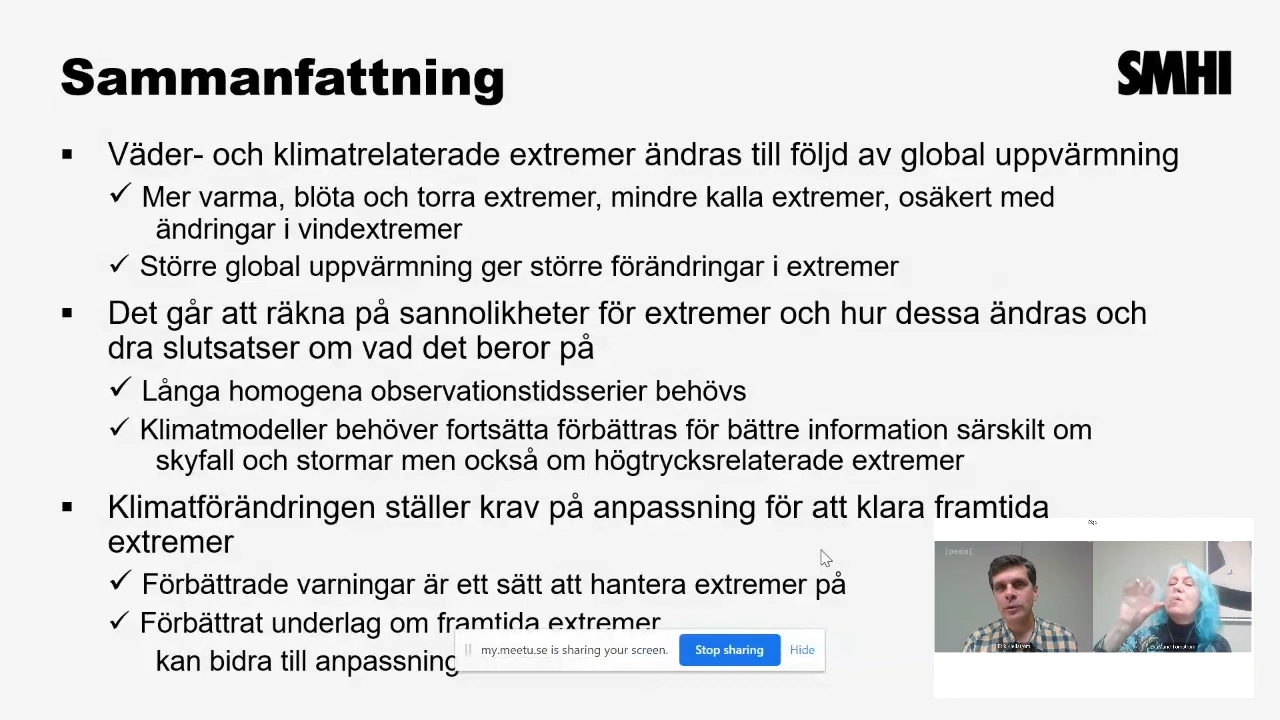 Sammanfattning
SMHI
▪ Väder- och klimatrelaterade extremer ändras till följd av global uppvärmning
✓ Mer varma, blöta och torra extremer, mindre kalla extremer, osäkert med
ändringar i vindextremer
✓ Större global uppvärmning ger större förändringar i extremer
▪ Det går att räkna på sannolikheter för extremer och hur dessa ändras och
dra slutsatser om vad det beror på
✓ Långa homogena observationstidsserier behövs
✓ Klimatmodeller behöver fortsätta förbättras för bättre information särskilt om
skyfall och stormar men också om högtrycksrelaterade extremer
▪ Klimatförändringen ställer krav på anpassning för att klara framtida
extremer
✓ Förbättrade varningar är ett sätt att hantera extremer på
✓ Förbättrat underlag om framtida extremer
kan bidra till anpassning
my.meetu.se is sharing your screen.
Stop sharing
Hide
[pexip]